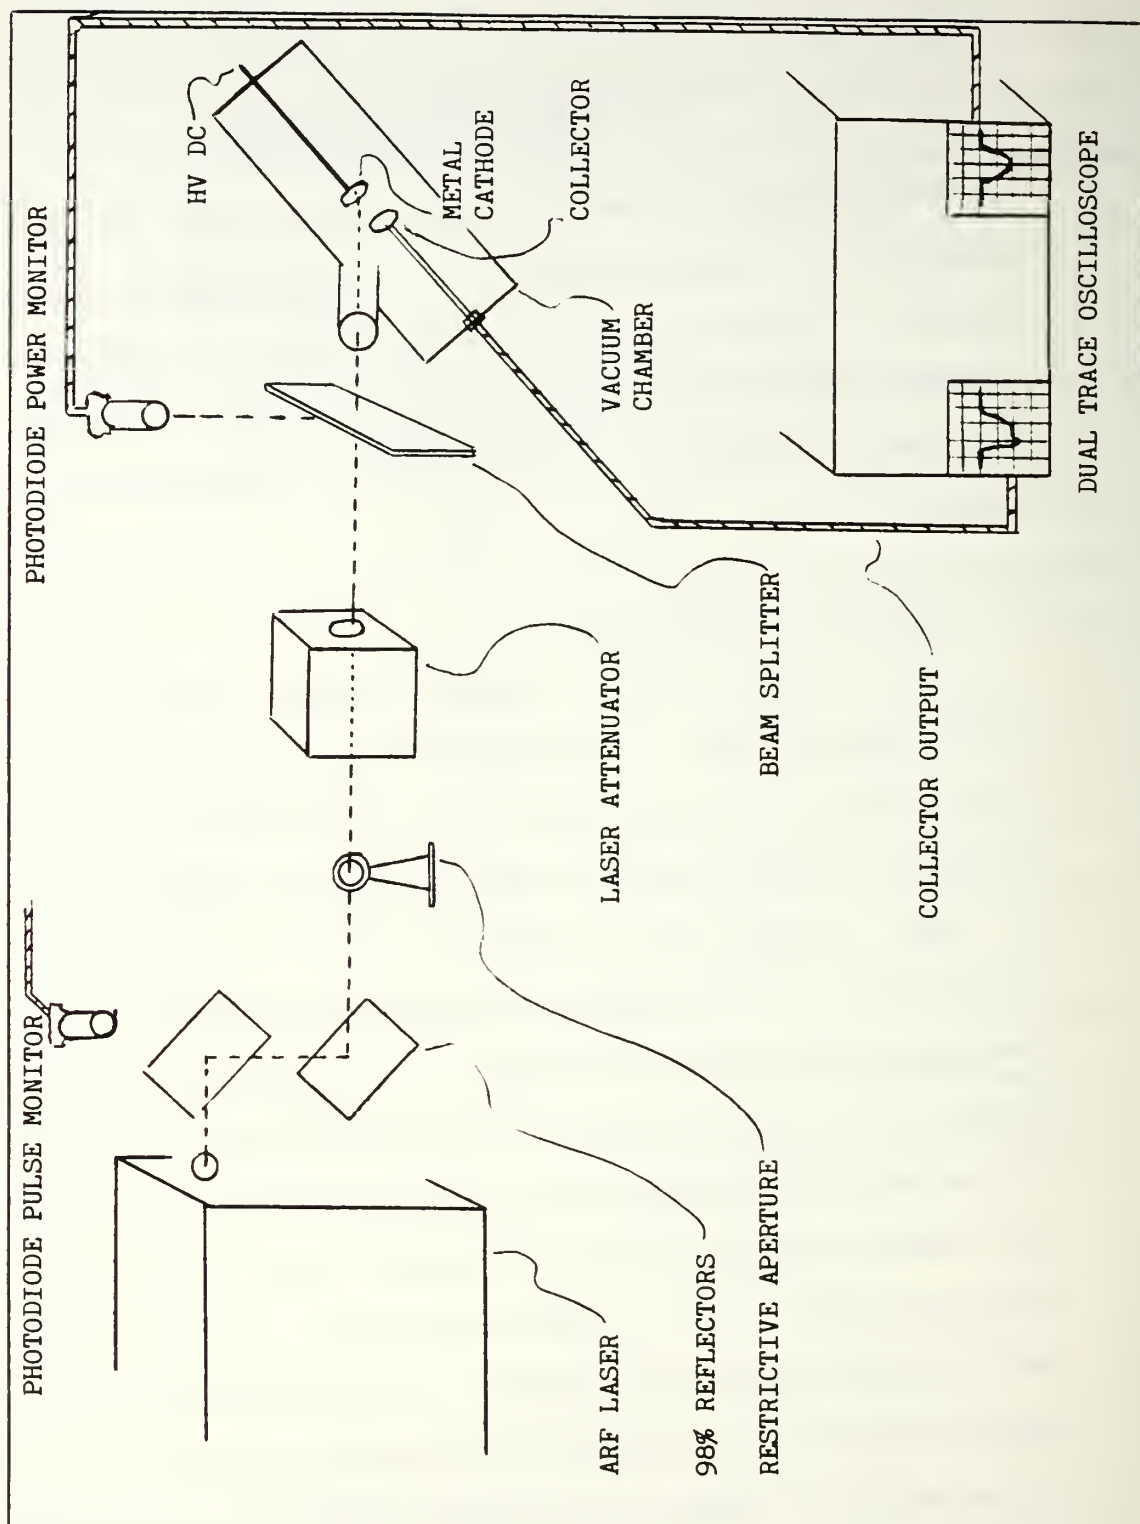 PHOTODIODE PULSE MONITOR
PHOTODIODE POWER MONITOR
HV DC
METAL
CATHODE
COLLECTOR
VACUUM
CHAMBER
ARF LASER
98% REFLECTORS
RESTRICTIVE APERTURE
LASER ATTENUATOR
BEAM SPLITTER
COLLECTOR OUTPUT
DUAL TRACE OSCILLOSCOPE